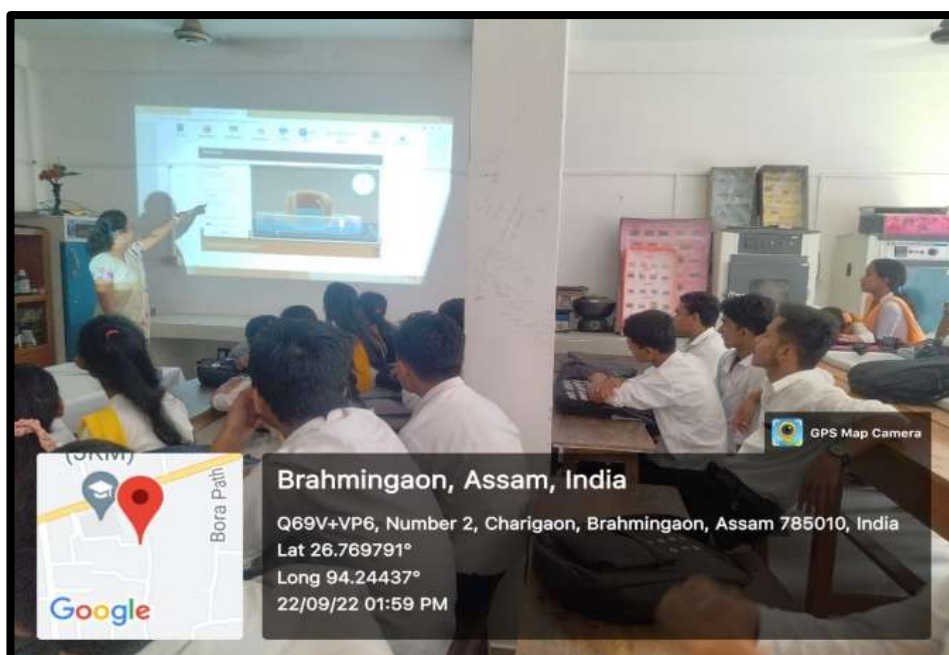 GPS Map Camera
(JKM)
Bora Path
Google
Brahmingaon, Assam, India
Q69V+VP6, Number 2, Charigaon, Brahmingaon, Assam 785010, India
Lat 26.769791°
Long 94.24437°
22/09/22 01:59 PM